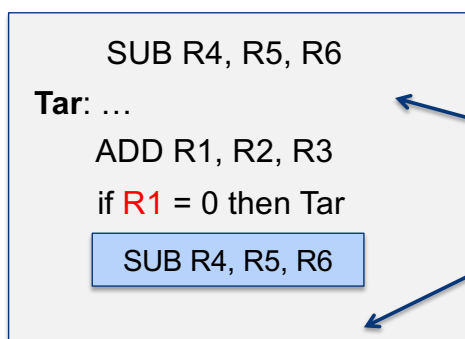 SUB R4, R5, R6
Tar: …
ADD R1, R2, R3
if R1 = 0 then Tar
SUB R4, R5, R6